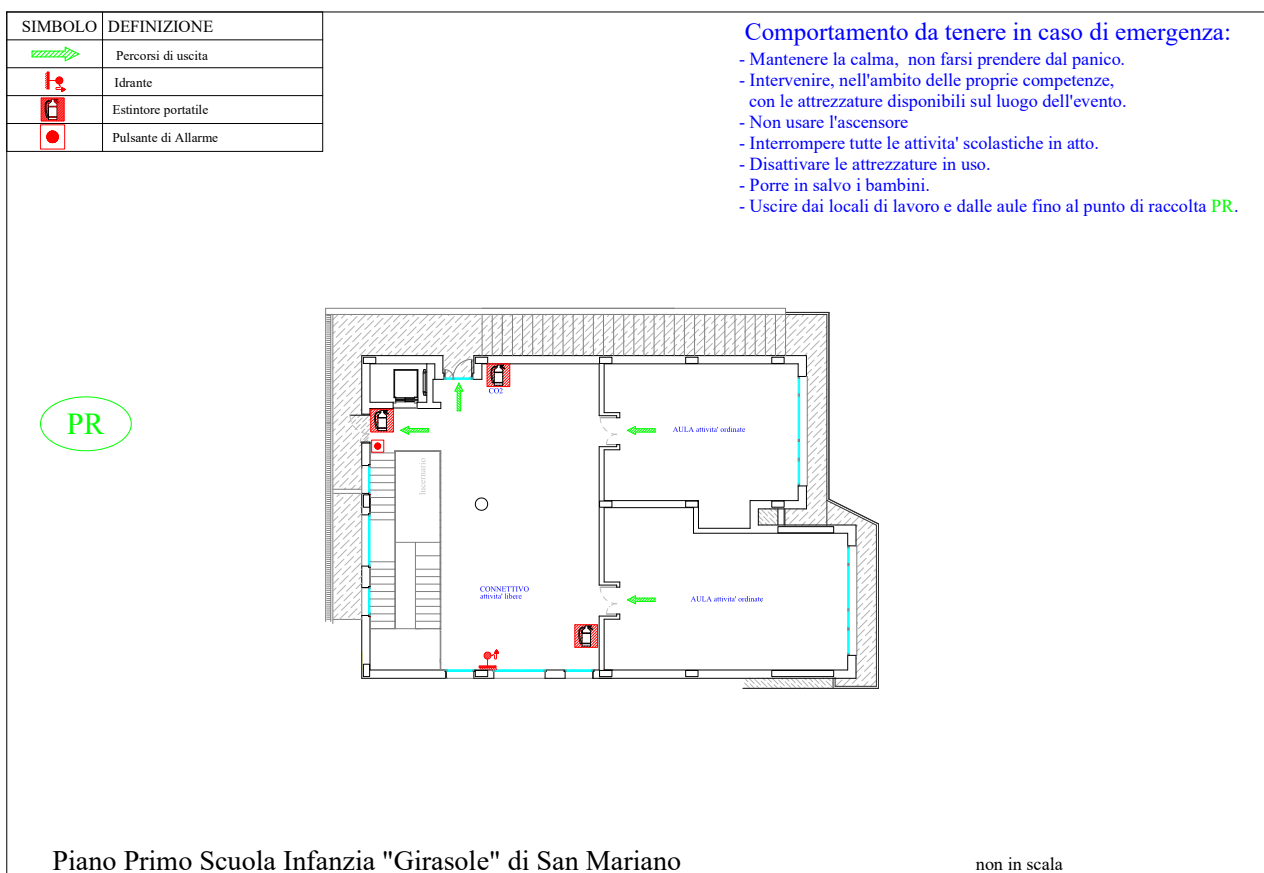 SIMBOLO DEFINIZIONE
Percorsi di uscita
Idrante
Estintore portatile
Pulsante di Allarme
Comportamento da tenere in caso di emergenza:
- Mantenere la calma, non farsi prendere dal panico.
- Intervenire, nell'ambito delle proprie competenze,
con le attrezzature disponibili sul luogo dell'evento.
- Non usare l'ascensore
- Interrompere tutte le attivita' scolastiche in atto.
- Disattivare le attrezzature in uso.
- Porre in salvo i bambini.
- Uscire dai locali di lavoro e dalle aule fino al punto di raccolta PR.
PR
CO2
AULA attivita' ordinate
lucernario
CONNETTIVO
attivita' libere
AULA attivita' ordinate
Piano Primo Scuola Infanzia "Girasole" di San Mariano
non in scala